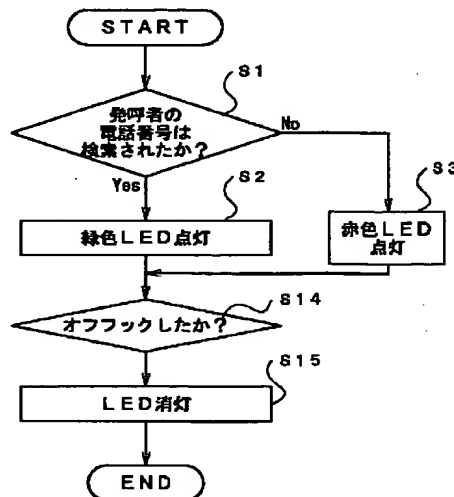 START
S1
発呼者の
電話番号は
検索されたか？
No
Yes
S2
S3
緑色LED点灯
赤色LED
点灯
オフフックしたか？
S14
S15
LED消灯
END